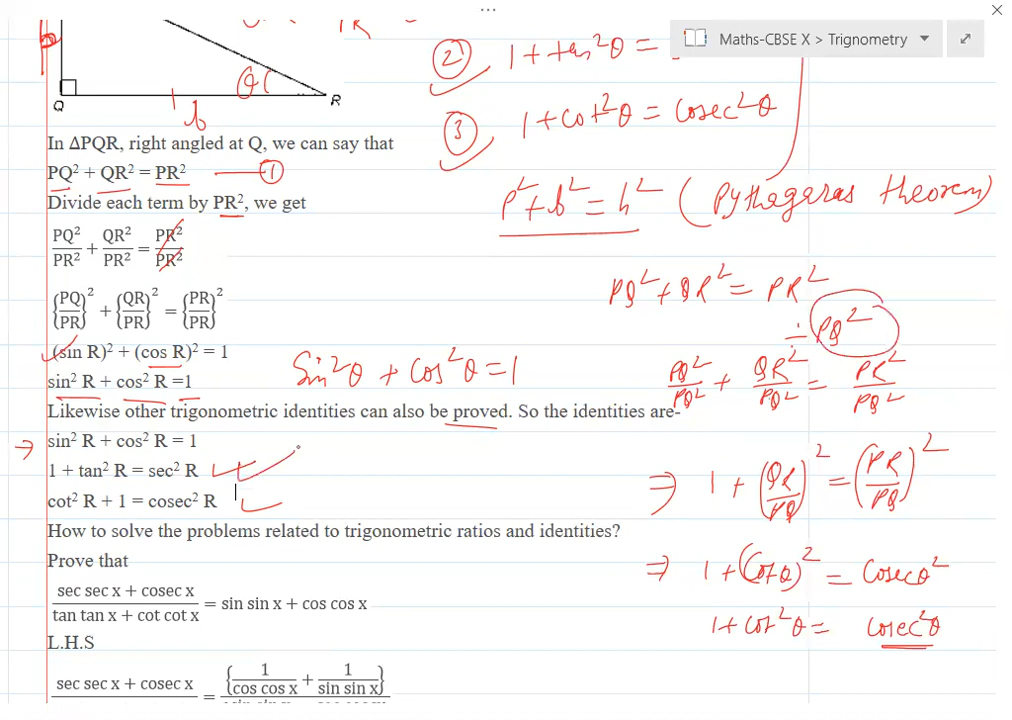 Maths-CBSE X > Trignometry
② 1 + tan²θ =
③ 1 + cot²θ = cosec²θ
p
Q
R
θ
b
In ΔPQR, right angled at Q, we can say that
PQ² + QR² = PR² —①
Divide each term by PR², we get
p² + b² = h² (Pythagaras theorem)
PQ²/PR² + QR²/PR² = PR²/PR²
{PQ/PR}² + {QR/PR}² = {PR/PR}²
PQ² + QR² = PR²
÷ PQ²
(sin R)² + (cos R)² = 1
sin² R + cos² R =1
Sin²θ + Cos²θ = 1
PQ²/PQ² + QR²/PQ² = PR²/PQ²
Likewise other trigonometric identities can also be proved. So the identities are-
→ sin² R + cos² R = 1
1 + tan² R = sec² R
cot² R + 1 = cosec² R
⇒ 1 + (QR/PQ)² = (PR/PQ)²
How to solve the problems related to trigonometric ratios and identities?
Prove that
⇒ 1 + (Cotθ)² = Cosecθ²
sec sec x + cosec x / tan tan x + cot cot x = sin sin x + cos cos x
1 + cot²θ = cosec²θ
L.H.S
sec sec x + cosec x = {1/cos cos x + 1/sin sin x}